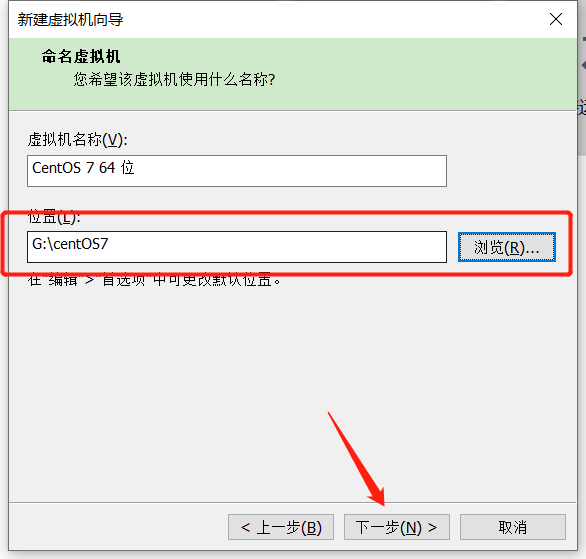 新建虚拟机向导
命名虚拟机
您希望该虚拟机使用什么名称?
虚拟机名称(V):
CentOS 7 64 位
位置(L):
G:\centOS7
浏览(R)...
在"编辑">"首选项"中可更改默认位置。
< 上一步(B)
下一步(N) >
取消